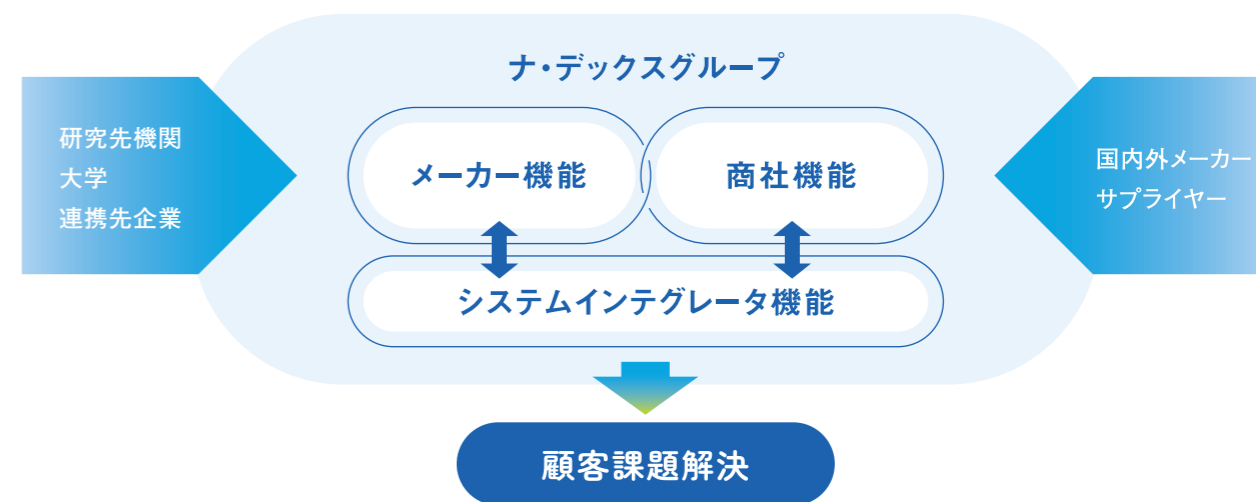 ナ・デックスグループ
研究先機関
大学
連携先企業
メーカー機能
商社機能
国内外メーカー
サプライヤー
システムインテグレータ機能
顧客課題解決